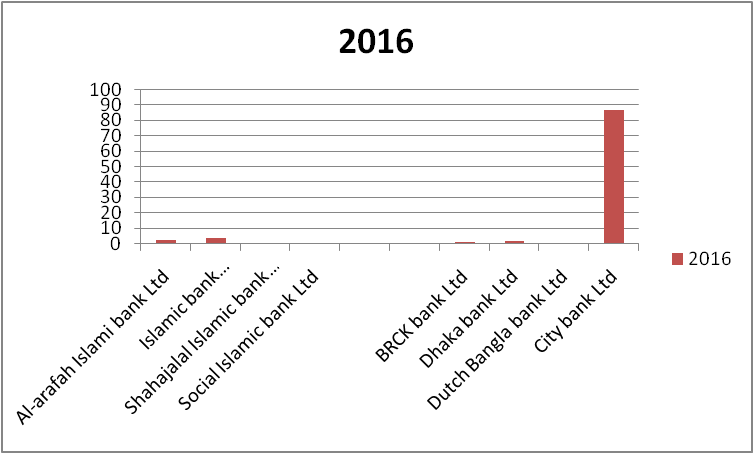 2016
100
90
80
70
60
50
40
30
20
10
0
Al-arafah Islami bank Ltd
Islamic bank...
Shahajalal Islamic bank...
Social Islamic bank Ltd
BRCK bank Ltd
Dhaka bank Ltd
Dutch Bangla bank Ltd
City bank Ltd
2016